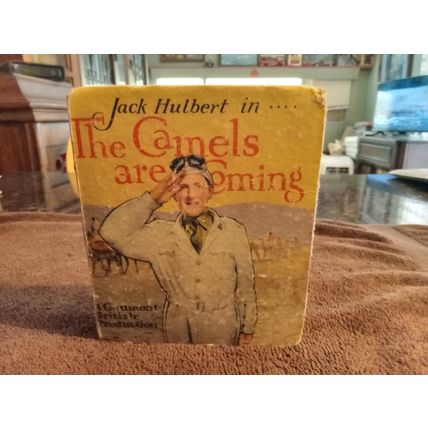 Jack Hulbert in ....
The Camels
are Coming
A Gaumont
British
Production